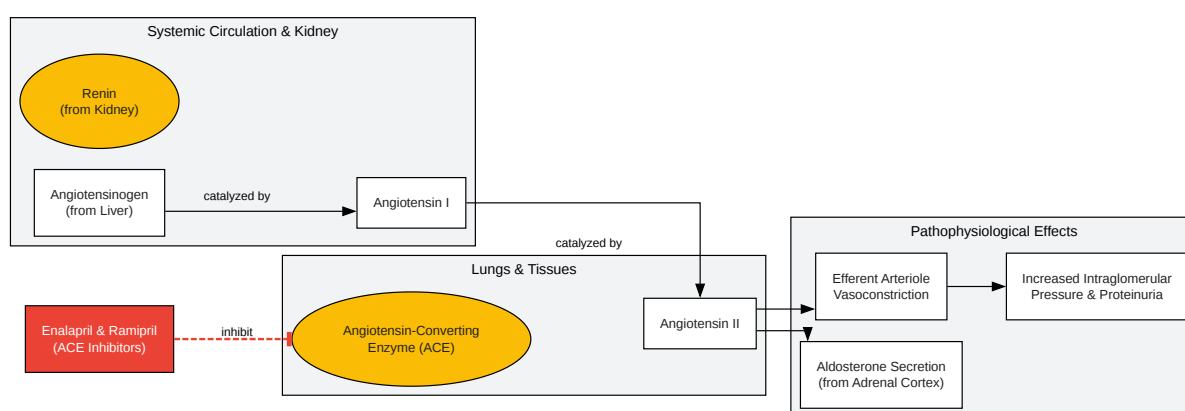 Systemic Circulation & Kidney
Renin
(from Kidney)
Angiotensinogen
(from Liver)
catalyzed by
Angiotensin I
catalyzed by
Lungs & Tissues
Enalapril & Ramipril
(ACE Inhibitors)
inhibit
Angiotensin-Converting
Enzyme (ACE)
Angiotensin II
Pathophysiological Effects
Efferent Arteriole
Vasoconstriction
Increased Intraglomerular
Pressure & Proteinuria
Aldosterone Secretion
(from Adrenal Cortex)